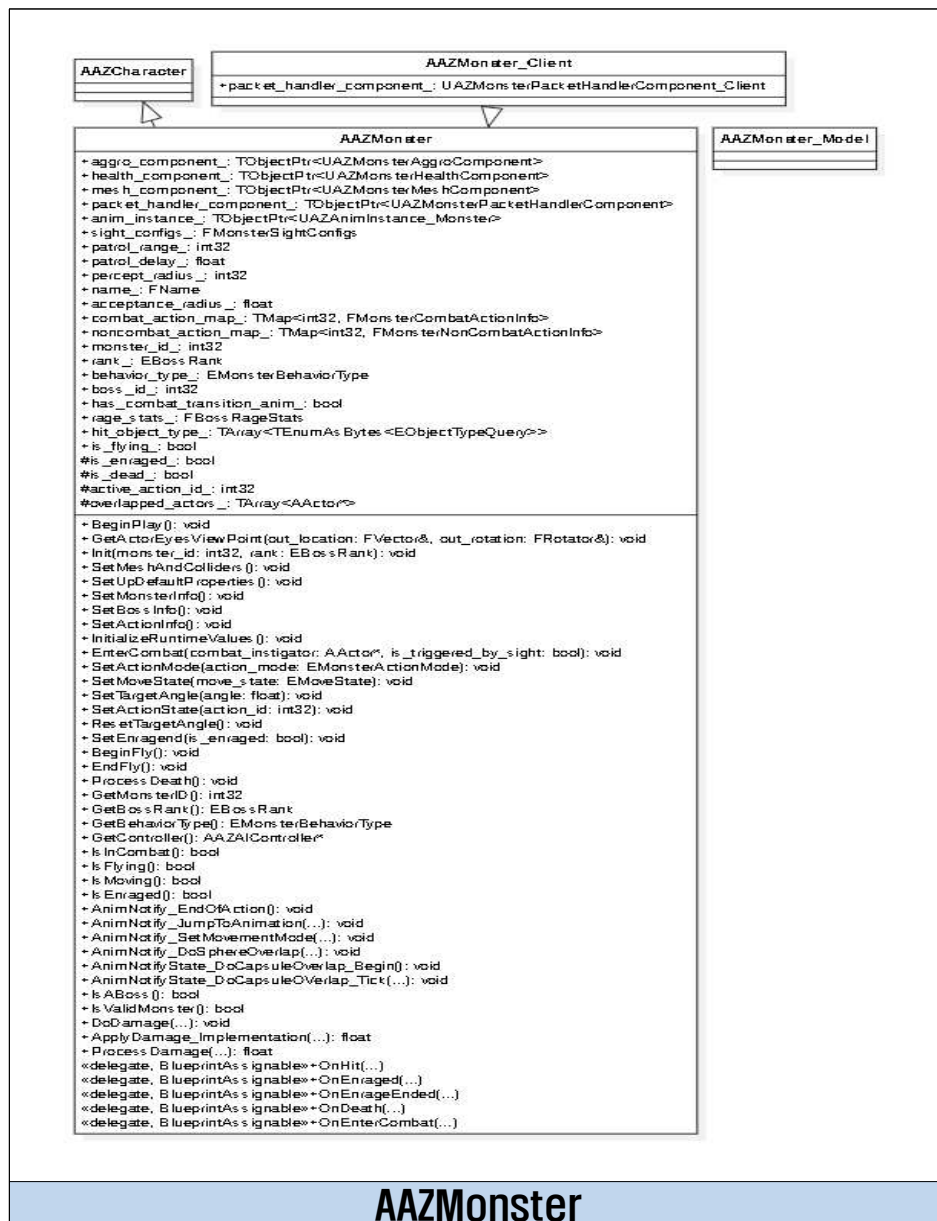 AAZCharacter
AAZMonster_Client
+packet_handler_component_: UAZMonsterPacketHandlerComponent_Client
AAZMonster
AAZMonster_Model
+aggro_component_: TObjectPtr<UAZMonsterAggroComponent>
+health_component_: TObjectPtr<UAZMonsterHealthComponent>
+mesh_component_: TObjectPtr<UAZMonsterMeshComponent>
+packet_handler_component_: TObjectPtr<UAZMonsterPacketHandlerComponent>
+anim_instance_: TObjectPtr<UAZAnimInstance_Monster>
+sight_configs_: FMonsterSightConfigs
+patrol_range_: int32
+patrol_delay_: float
+percept_radius_: int32
+name_: FName
+acceptance_radius_: float
+combat_action_map_: TMap<int32, FMonsterCombatActionInfo>
+noncombat_action_map_: TMap<int32, FMonsterNonCombatActionInfo>
+monster_id_: int32
+rank_: EBossRank
+behavior_type_: EMonsterBehaviorType
+boss_id_: int32
+has_combat_transition_anim_: bool
+rage_stats_: FBossRageStats
+hit_object_type_: TArray<TEnumAsBytes<EObjectTypeQuery>>
+is_flying_: bool
#is_enraged_: bool
#is_dead_: bool
#active_action_id_: int32
#overlapped_actors_: TArray<AActor*>
+BeginPlay(): void
+GetActorEyesViewPoint(out_location: FVector&, out_rotation: FRotator&): void
+Init(monster_id: int32, rank: EBossRank): void
+SetMeshAndColliders(): void
+SetUpDefaultProperties(): void
+SetMonsterInfo(): void
+SetBossInfo(): void
+SetActionInfo(): void
+InitializeRuntimeValues(): void
+EnterCombat(combat_instigator: AActor*, is_triggered_by_sight: bool): void
+SetActionMode(action_mode: EMonsterActionMode): void
+SetMoveState(move_state: EMoveState): void
+SetTargetAngle(angle: float): void
+SetActionState(action_id: int32): void
+ResetTargetAngle(): void
+SetEnragend(is_enraged: bool): void
+BeginFly(): void
+EndFly(): void
+ProcessDeath(): void
+GetMonsterID(): int32
+GetBossRank(): EBossRank
+GetBehaviorType(): EMonsterBehaviorType
+GetController(): AAZAIController*
+IsInCombat(): bool
+IsFlying(): bool
+IsMoving(): bool
+IsEnraged(): bool
+AnimNotify_EndOfAction(): void
+AnimNotify_JumpToAnimation(...): void
+AnimNotify_SetMovementMode(...): void
+AnimNotify_DoSphereOverlap(...): void
+AnimNotifyState_DoCapsuleOverlap_Begin(): void
+AnimNotifyState_DoCapsuleOVerlap_Tick(...): void
+IsABoss(): bool
+IsValidMonster(): bool
+DoDamage(...): void
+ApplyDamage_Implementation(...): float
+ProcessDamage(...): float
«delegate, BlueprintAssignable»+OnHit(...)
«delegate, BlueprintAssignable»+OnEnraged(...)
«delegate, BlueprintAssignable»+OnEnrageEnded(...)
«delegate, BlueprintAssignable»+OnDeath(...)
«delegate, BlueprintAssignable»+OnEnterCombat(...)
AAZMonster